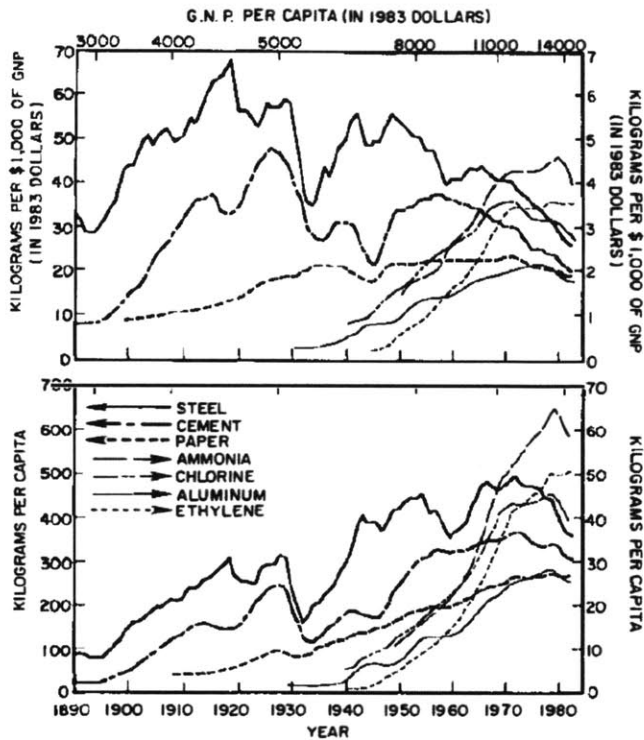 G.N.P. PER CAPITA (IN 1983 DOLLARS)
3000 4000 5000 8000 11000 14000
KILOGRAMS PER $1,000 OF GNP
(IN 1983 DOLLARS)
70
60
50
40
30
20
10
0
7
6
5
4
3
2
1
0
KILOGRAMS PER $1,000 OF GNP
(IN 1983 DOLLARS)
KILOGRAMS PER CAPITA
700
600
500
400
300
200
100
0
STEEL
CEMENT
PAPER
AMMONIA
CHLORINE
ALUMINUM
ETHYLENE
70
60
50
40
30
20
10
0
KILOGRAMS PER CAPITA
1890 1900 1910 1920 1930 1940 1950 1960 1970 1980
YEAR